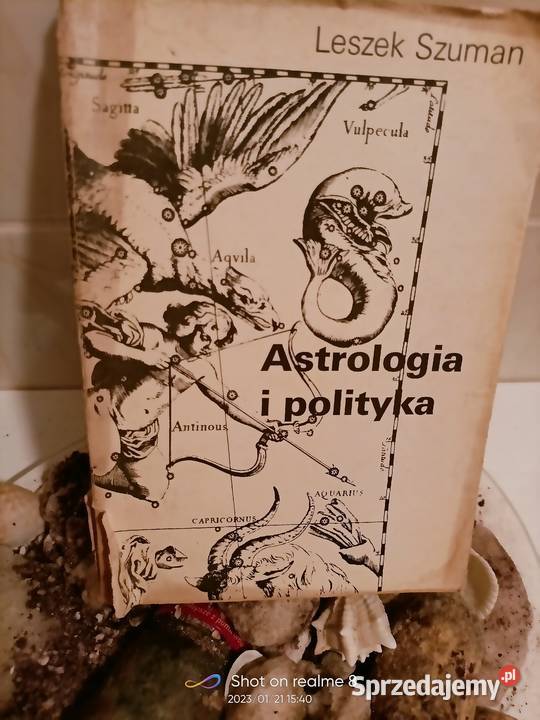 Leszek Szuman
Sagitta
Vulpecula
Aqvila
Astrologia
i polityka
Antinous
AQUARIUS
CAPRICORNUS
Shot on realme 8
2023. 01. 21 15:40
Sprzedajemy.pl